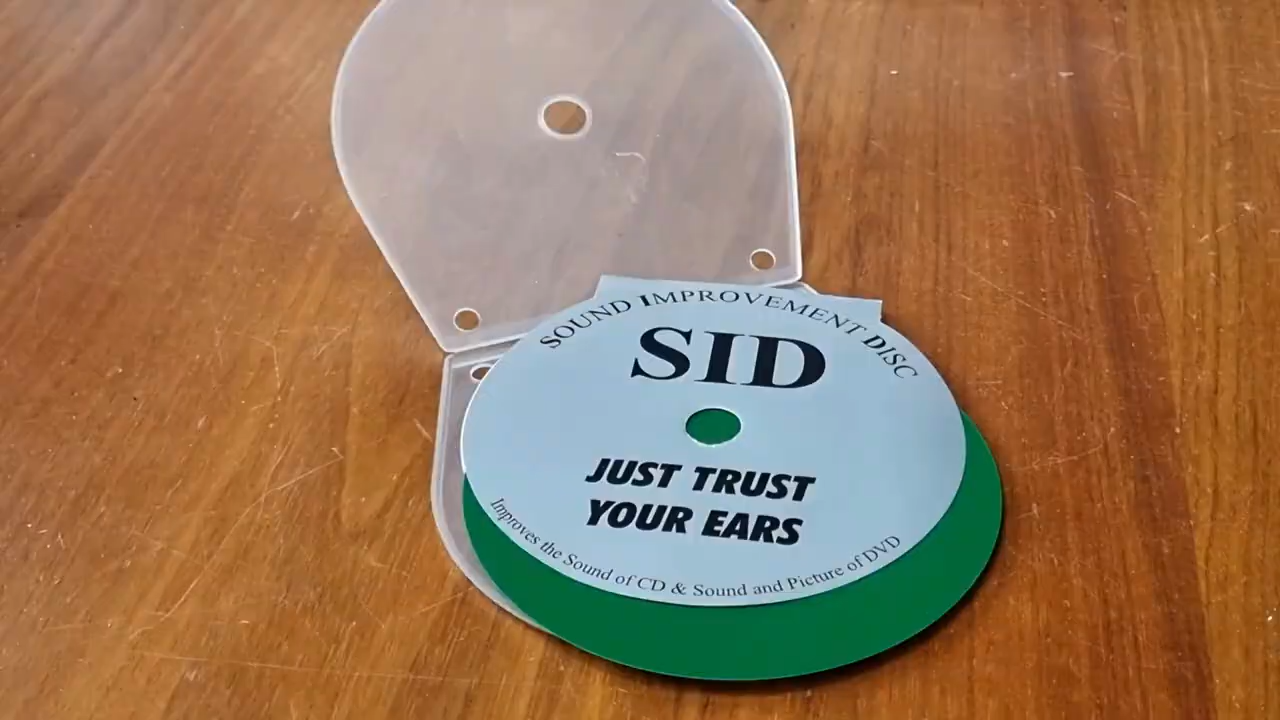 SOUND IMPROVEMENT DISC
SID
JUST TRUST
YOUR EARS
Improves the Sound of CD & Sound and Picture of DVD